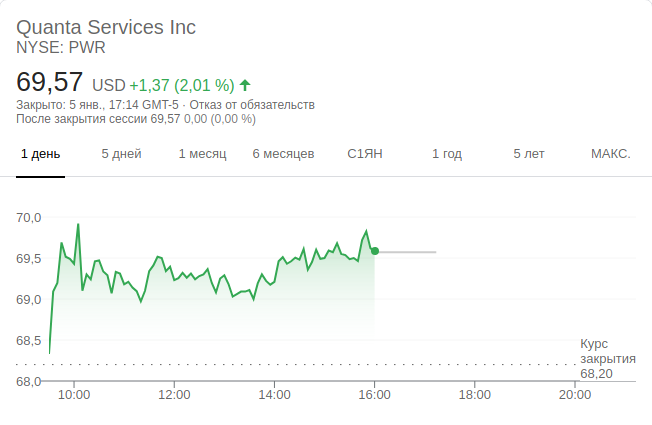 Quanta Services Inc
NYSE: PWR
69,57 USD +1,37 (2,01 %)
Закрыто: 5 янв., 17:14 GMT-5 · Отказ от обязательств
После закрытия сессии 69,57 0,00 (0,00 %)
1 день 5 дней 1 месяц 6 месяцев С1ЯН 1 год 5 лет МАКС.
70,0
69,5
69,0
68,5
Курс
закрытия
68,20
68,0
10:00 12:00 14:00 16:00 18:00 20:00